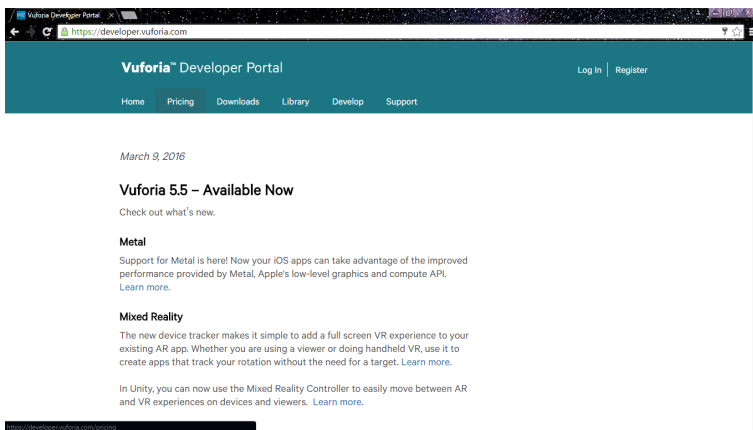 Vuforia Developer Portal
https://developer.vuforia.com
Vuforia™ Developer Portal
Log In Register
Home Pricing Downloads Library Develop Support
March 9, 2016
Vuforia 5.5 – Available Now
Check out what's new.
Metal
Support for Metal is here! Now your iOS apps can take advantage of the improved
performance provided by Metal, Apple's low-level graphics and compute API.
Learn more.
Mixed Reality
The new device tracker makes it simple to add a full screen VR experience to your
existing AR app. Whether you are using a viewer or doing handheld VR, use it to
create apps that track your rotation without the need for a target. Learn more.
In Unity, you can now use the Mixed Reality Controller to easily move between AR
and VR experiences on devices and viewers. Learn more.
https://developer.vuforia.com/pricing